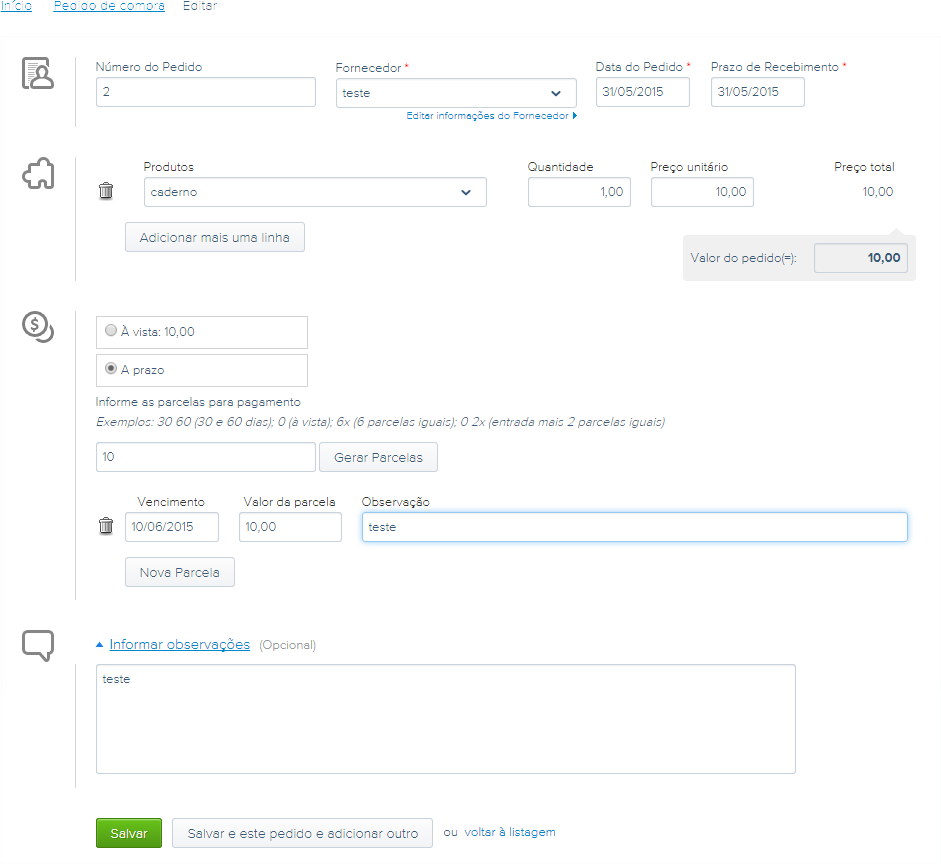 Início Pedido de compra Editar
Número do Pedido Fornecedor * Data do Pedido * Prazo de Recebimento *
2 teste 31/05/2015 31/05/2015
Editar informações do Fornecedor
Produtos Quantidade Preço unitário Preço total
caderno 1,00 10,00 10,00
Adicionar mais uma linha
Valor do pedido(=): 10,00
$
À vista: 10,00
A prazo
Informe as parcelas para pagamento
Exemplos: 30 60 (30 e 60 dias); 0 (à vista); 6x (6 parcelas iguais); 0 2x (entrada mais 2 parcelas iguais)
10 Gerar Parcelas
Vencimento Valor da parcela Observação
10/06/2015 10,00 teste
Nova Parcela
Informar observações (Opcional)
teste
Salvar Salvar e este pedido e adicionar outro ou voltar à listagem